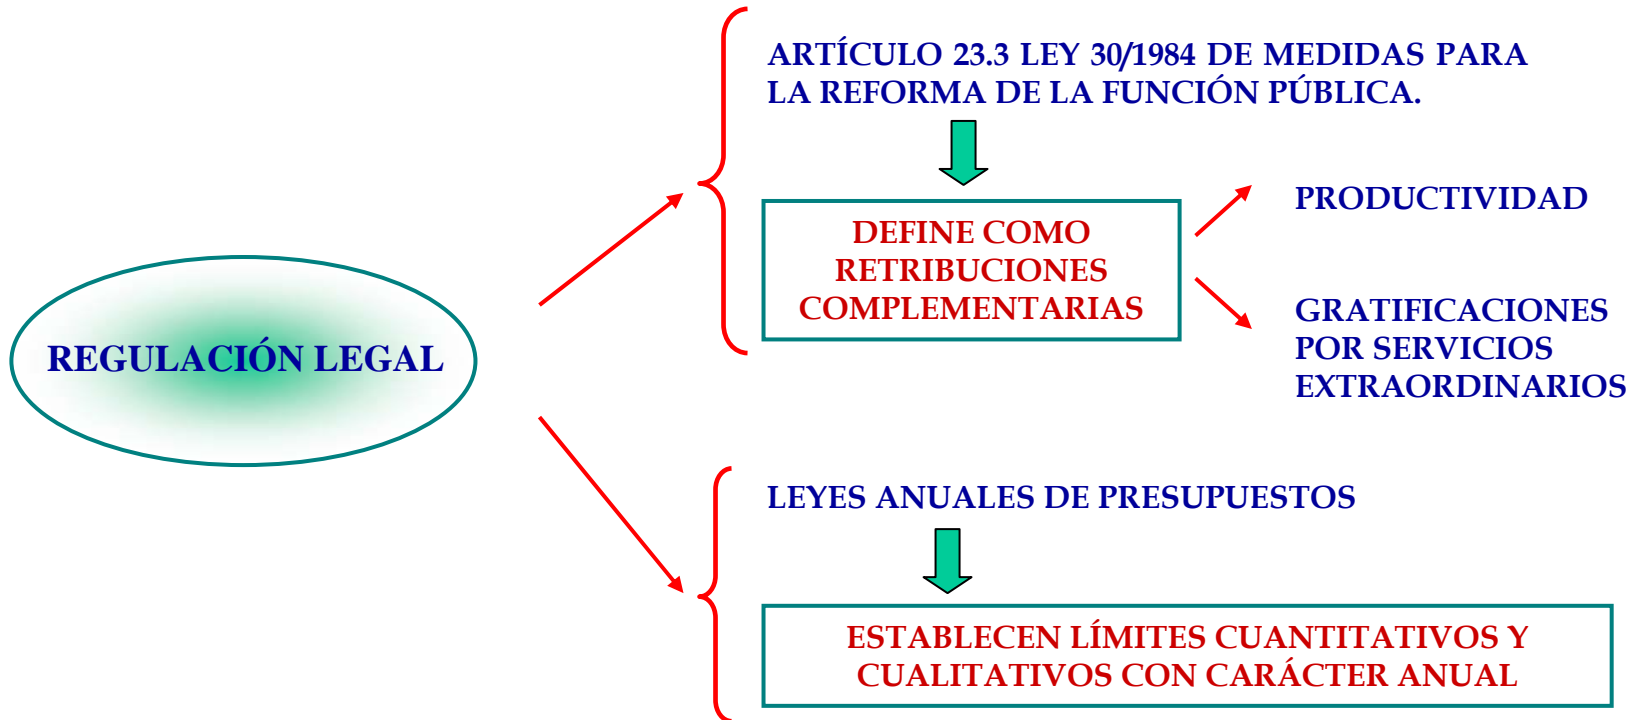 REGULACIÓN LEGAL
ARTÍCULO 23.3 LEY 30/1984 DE MEDIDAS PARA
LA REFORMA DE LA FUNCIÓN PÚBLICA.
DEFINE COMO
RETRIBUCIONES
COMPLEMENTARIAS
PRODUCTIVIDAD
GRATIFICACIONES
POR SERVICIOS
EXTRAORDINARIOS
LEYES ANUALES DE PRESUPUESTOS
ESTABLECEN LÍMITES CUANTITATIVOS Y
CUALITATIVOS CON CARÁCTER ANUAL